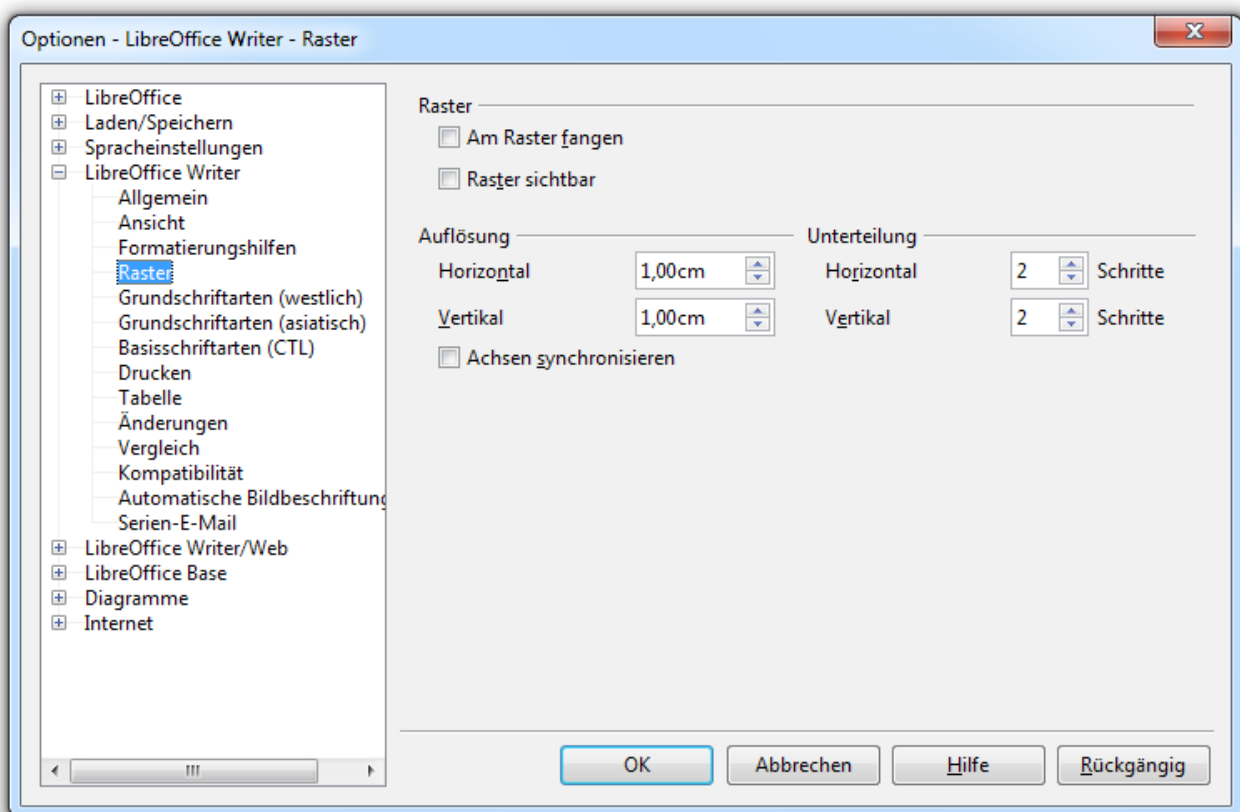 Optionen - LibreOffice Writer - Raster
LibreOffice
Laden/Speichern
Spracheinstellungen
LibreOffice Writer
Allgemein
Ansicht
Formatierungshilfen
Raster
Grundschriftarten (westlich)
Grundschriftarten (asiatisch)
Basisschriftarten (CTL)
Drucken
Tabelle
Änderungen
Vergleich
Kompatibilität
Automatische Bildbeschriftung
Serien-E-Mail
LibreOffice Writer/Web
LibreOffice Base
Diagramme
Internet
Raster
Am Raster fangen
Raster sichtbar
Auflösung Unterteilung
Horizontal 1,00cm Horizontal 2 Schritte
Vertikal 1,00cm Vertikal 2 Schritte
Achsen synchronisieren
OK Abbrechen Hilfe Rückgängig